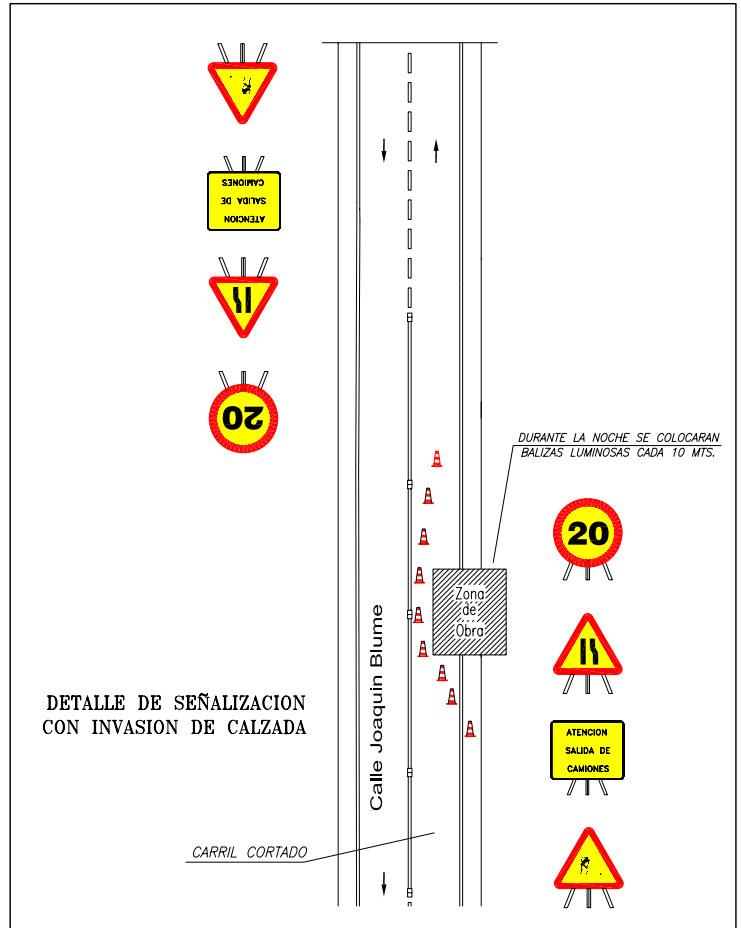 ATENCION
SALIDA DE
CAMIONES
20
DURANTE LA NOCHE SE COLOCARAN
BALIZAS LUMINOSAS CADA 10 MTS.
20
Zona
de
Obra
Calle Joaquin Blume
DETALLE DE SEÑALIZACION
CON INVASION DE CALZADA
ATENCION
SALIDA DE
CAMIONES
CARRIL CORTADO